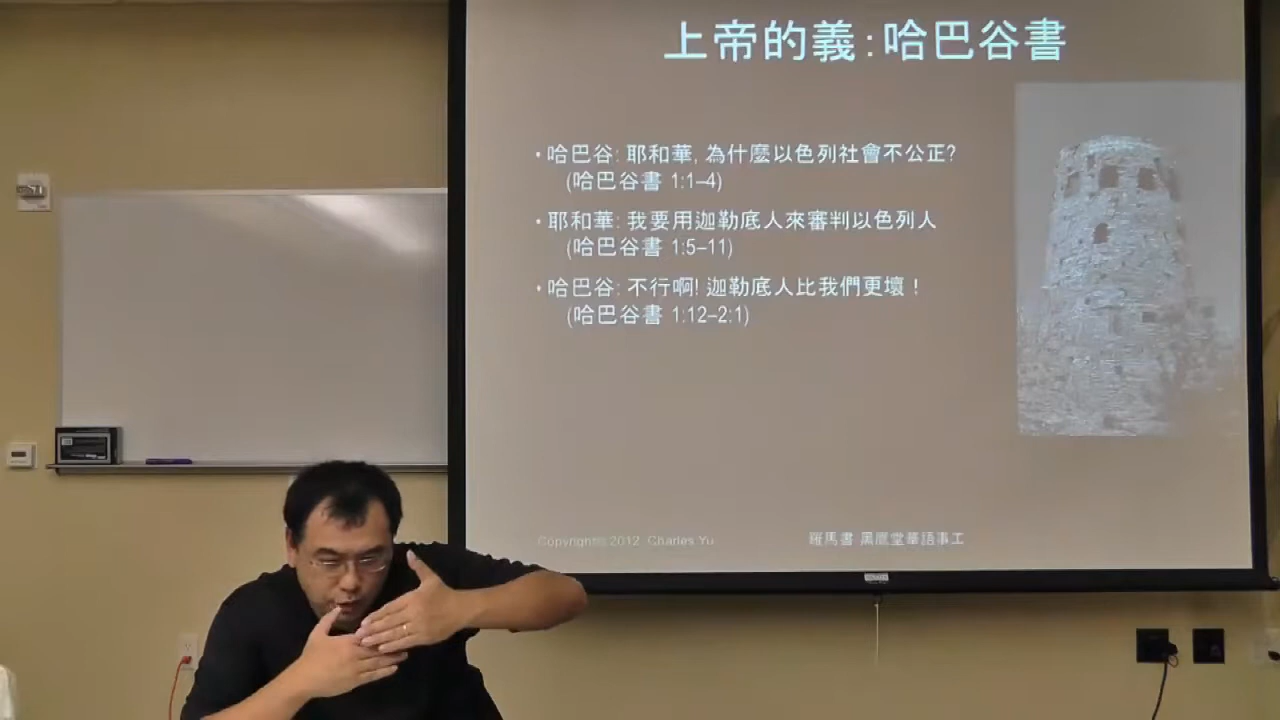 上帝的義:哈巴谷書
• 哈巴谷: 耶和華, 為什麼以色列社會不公正?
(哈巴谷書 1:1–4)
• 耶和華: 我要用迦勒底人來審判以色列人
(哈巴谷書 1:5–11)
• 哈巴谷: 不行啊! 迦勒底人比我們更壞！
(哈巴谷書 1:12–2:1)
Copyright© 2012, Charles Yu
羅馬書 黑鷹堂華語事工